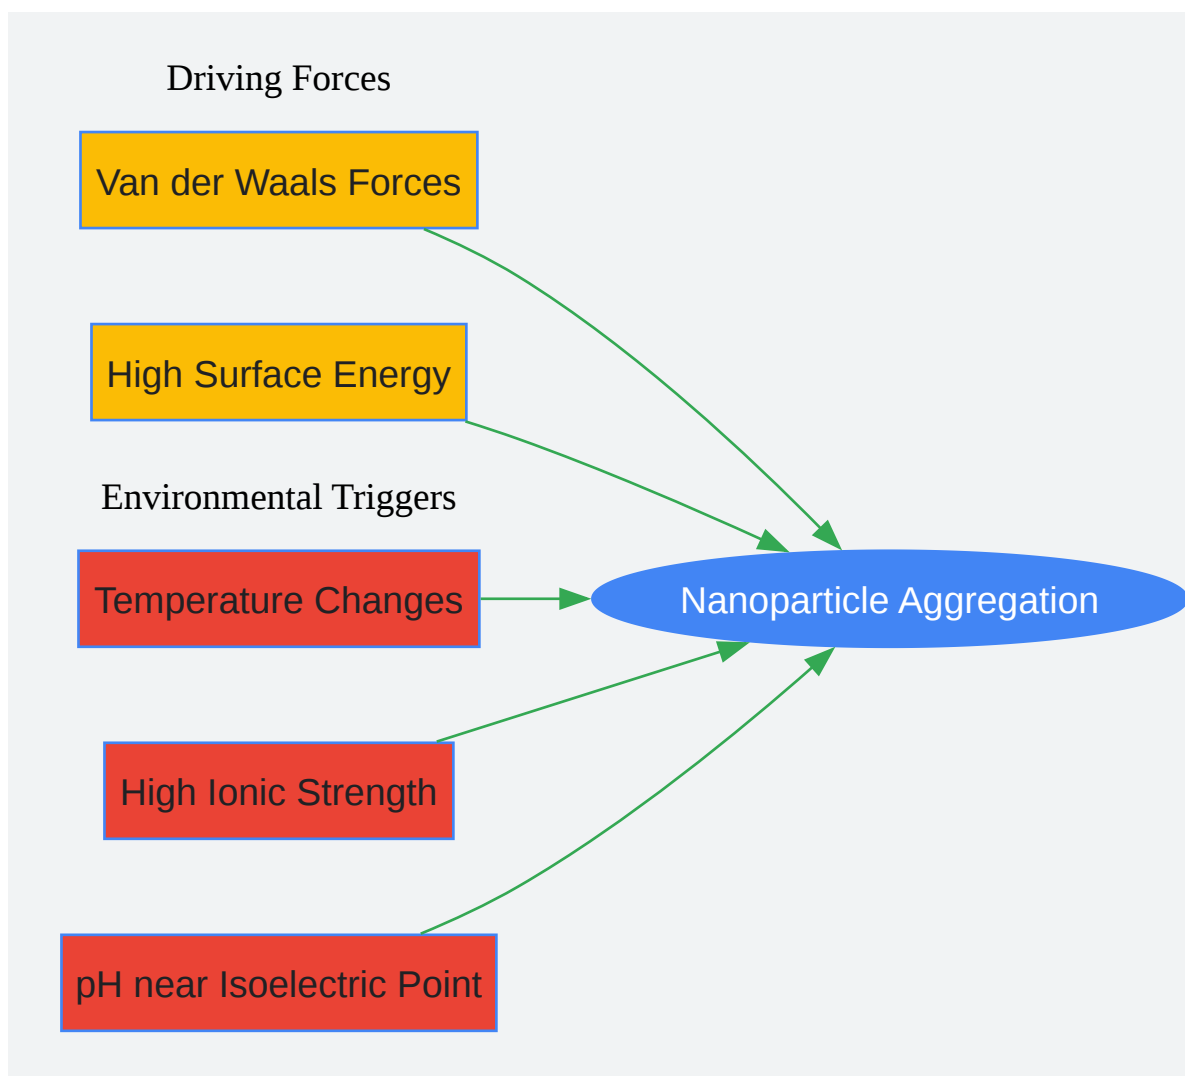 Driving Forces
Van der Waals Forces
High Surface Energy
Environmental Triggers
Temperature Changes
Nanoparticle Aggregation
High Ionic Strength
pH near Isoelectric Point